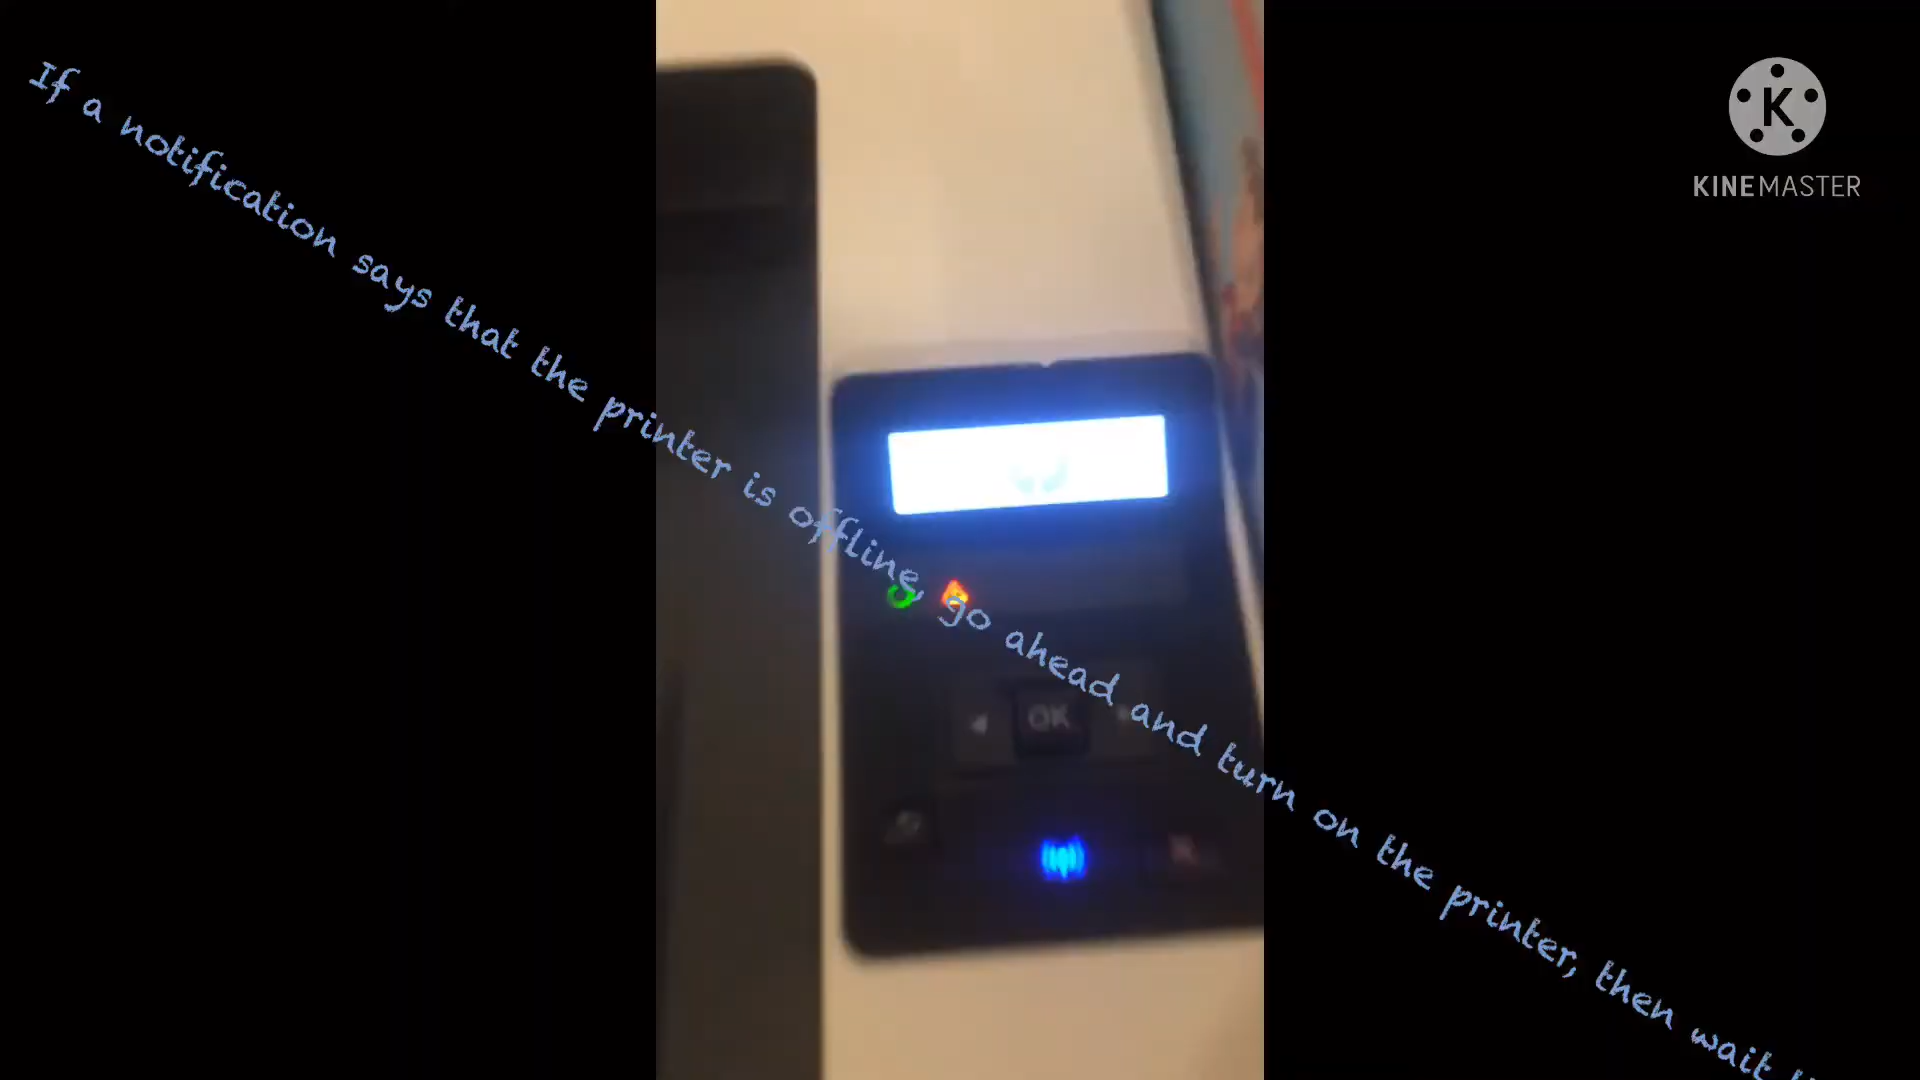 If a notification says that the printer is offline, go ahead and turn on the printer, then wait
K
KINEMASTER
OK